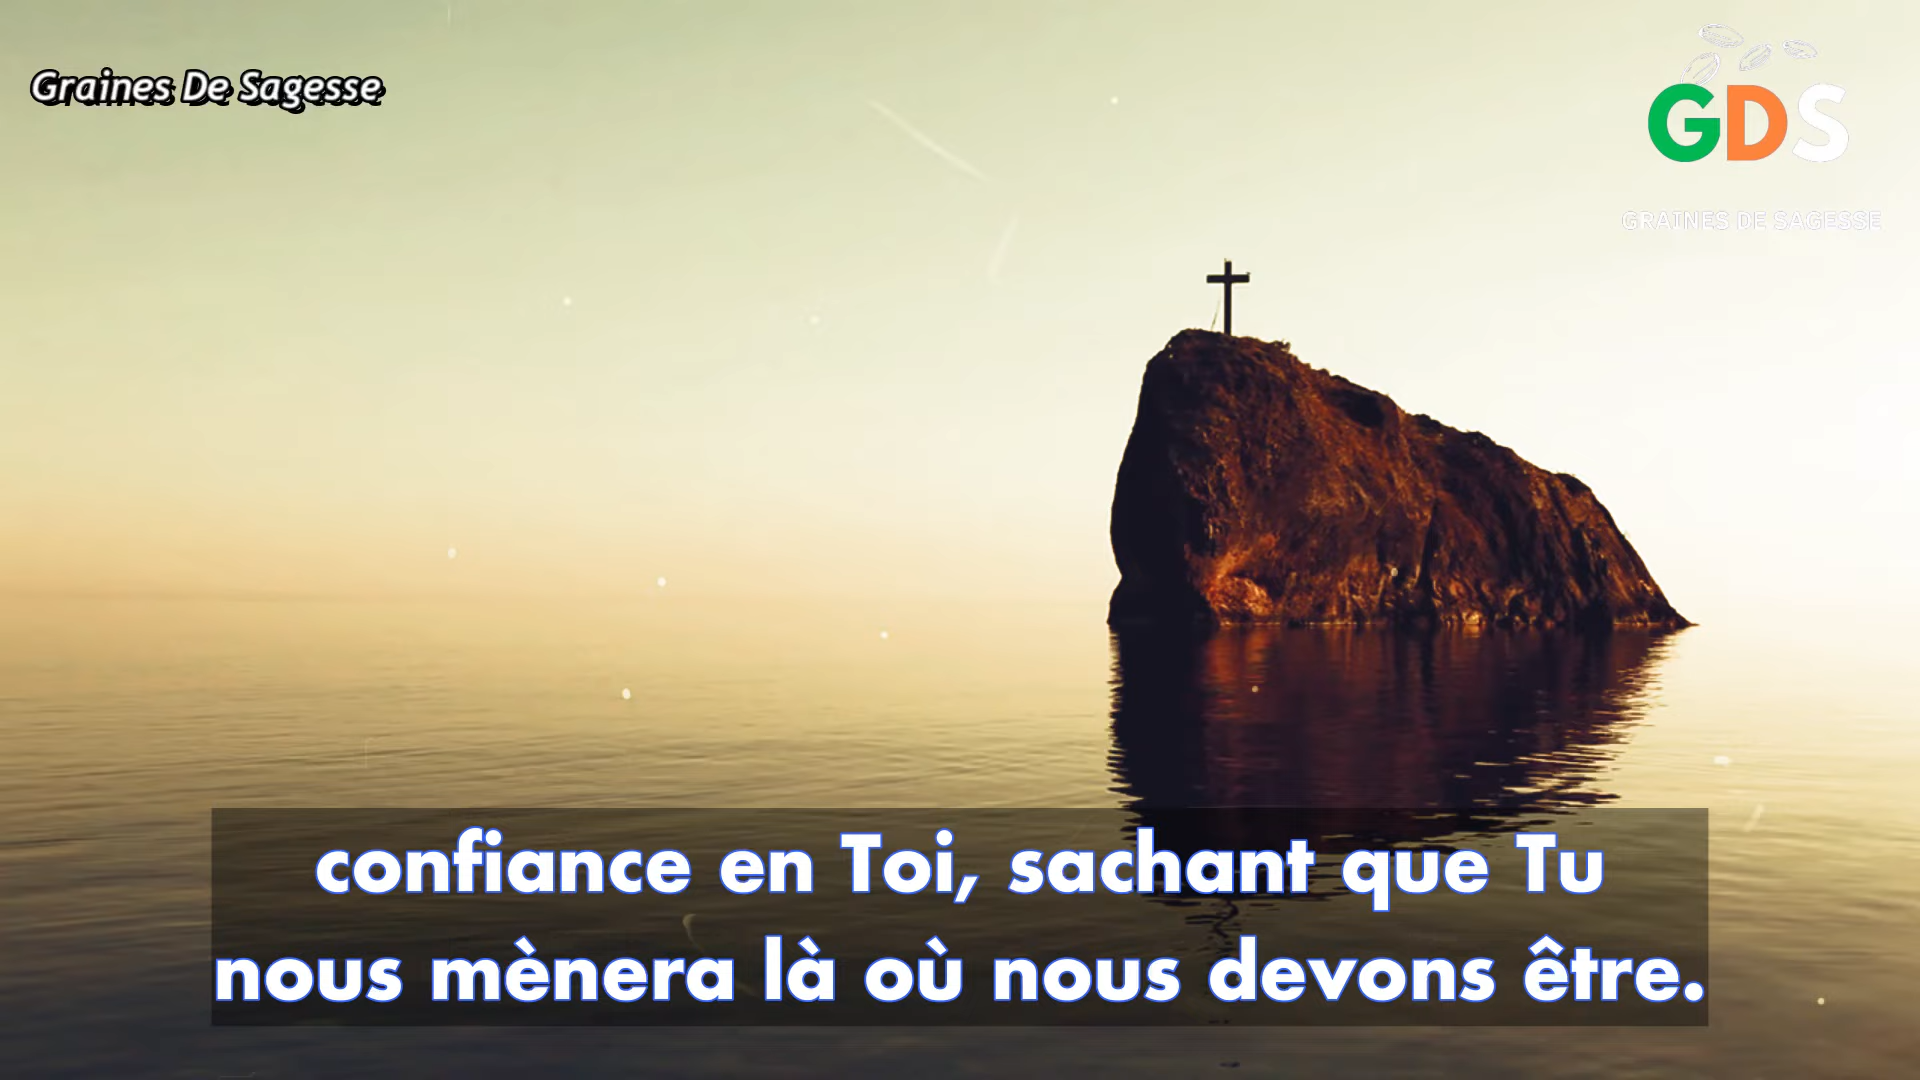 Graines De Sagesse
GDS
GRAINES DE SAGESSE
confiance en Toi, sachant que Tu
nous mènera là où nous devons être.